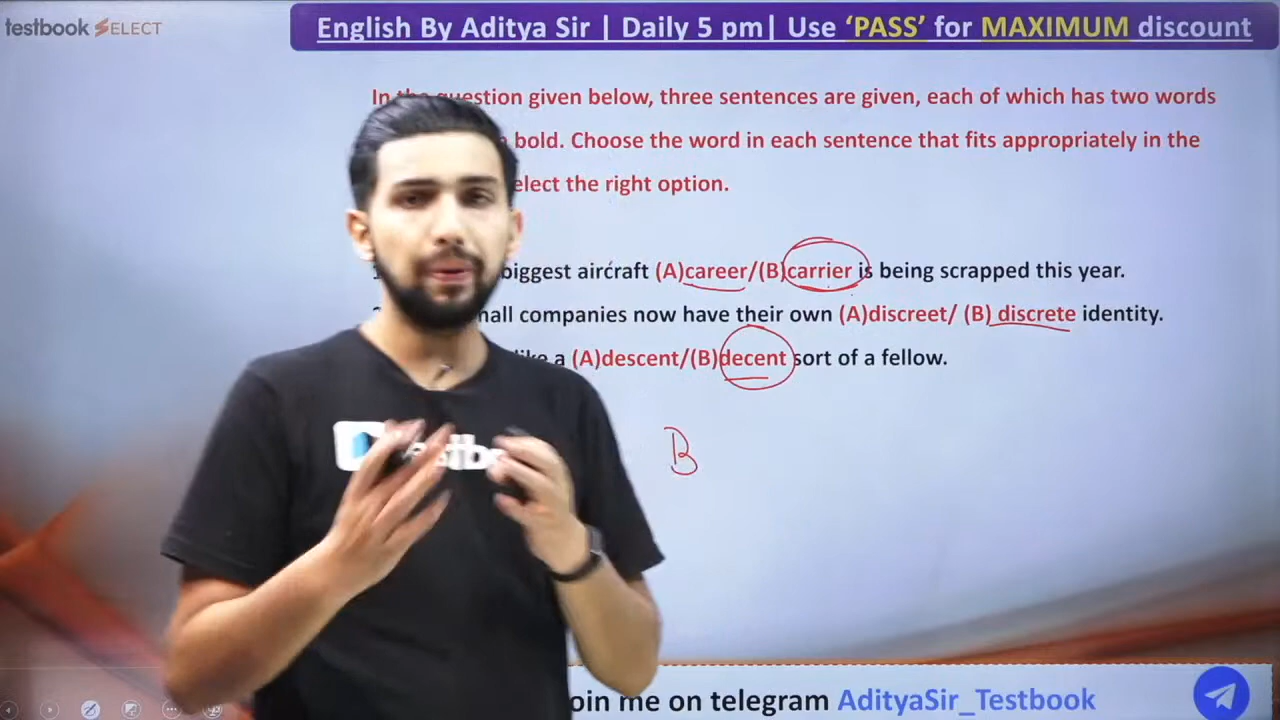 testbook SELECT
English By Aditya Sir | Daily 5 pm| Use ‘PASS’ for MAXIMUM discount
In the question given below, three sentences are given, each of which has two words
bold. Choose the word in each sentence that fits appropriately in the
elect the right option.
biggest aircraft (A)career/(B)carrier is being scrapped this year.
companies now have their own (A)discreet/ (B) discrete identity.
like a (A)descent/(B)decent sort of a fellow.
B
oin me on telegram AdityaSir_Testbook